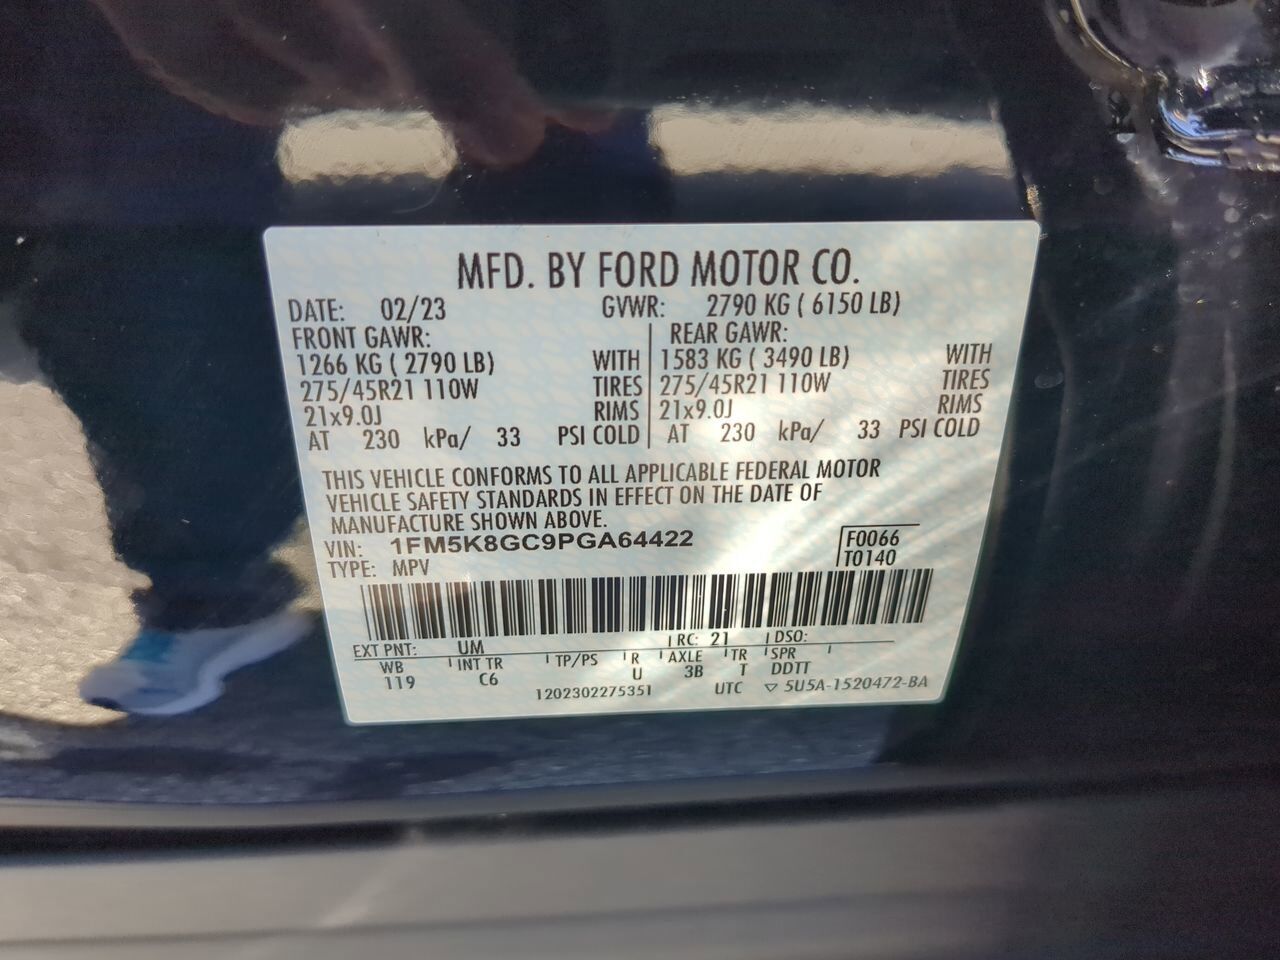 MFD. BY FORD MOTOR CO.
DATE: 02/23 GVWR: 2790 KG ( 6150 LB)
FRONT GAWR: REAR GAWR:
1266 KG ( 2790 LB) WITH 1583 KG ( 3490 LB) WITH
275/45R21 110W TIRES 275/45R21 110W TIRES
21x9.0J RIMS 21x9.0J RIMS
AT 230 kPa/ 33 PSI COLD AT 230 kPa/ 33 PSI COLD
THIS VEHICLE CONFORMS TO ALL APPLICABLE FEDERAL MOTOR
VEHICLE SAFETY STANDARDS IN EFFECT ON THE DATE OF
MANUFACTURE SHOWN ABOVE.
VIN: 1FM5K8GC9PGA64422 F0066
TYPE: MPV T0140
EXT PNT: UM RC: 21 DSO:
WB INT TR TP/PS R AXLE TR SPR
119 C6 U 3B T DDTT
1202302275351 UTC ▽ 5U5A-1520472-BA